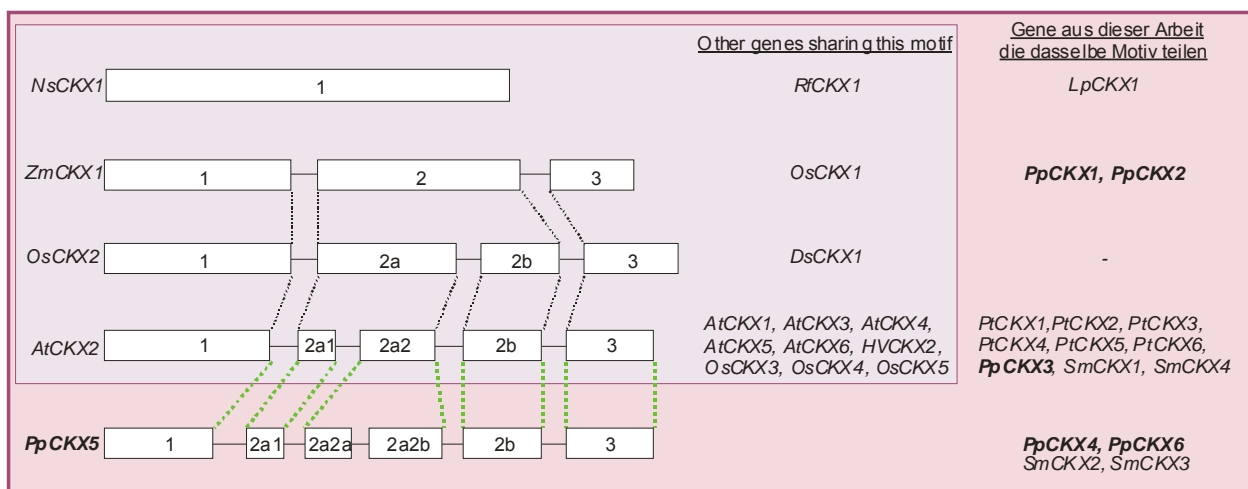 Other genes sharing this motif
Gene aus dieser Arbeit
die dasselbe Motiv teilen
NsCKX1 1 RfCKX1 LpCKX1
ZmCKX1 1 2 3 OsCKX1 PpCKX1, PpCKX2
OsCKX2 1 2a 2b 3 DsCKX1 -
AtCKX2 1 2a1 2a2 2b 3
AtCKX1, AtCKX3, AtCKX4,
AtCKX5, AtCKX6, HVCKX2,
OsCKX3, OsCKX4, OsCKX5
PtCKX1,PtCKX2, PtCKX3,
PtCKX4, PtCKX5, PtCKX6,
PpCKX3, SmCKX1, SmCKX4
PpCKX5 1 2a1 2a2a 2a2b 2b 3
PpCKX4, PpCKX6
SmCKX2, SmCKX3